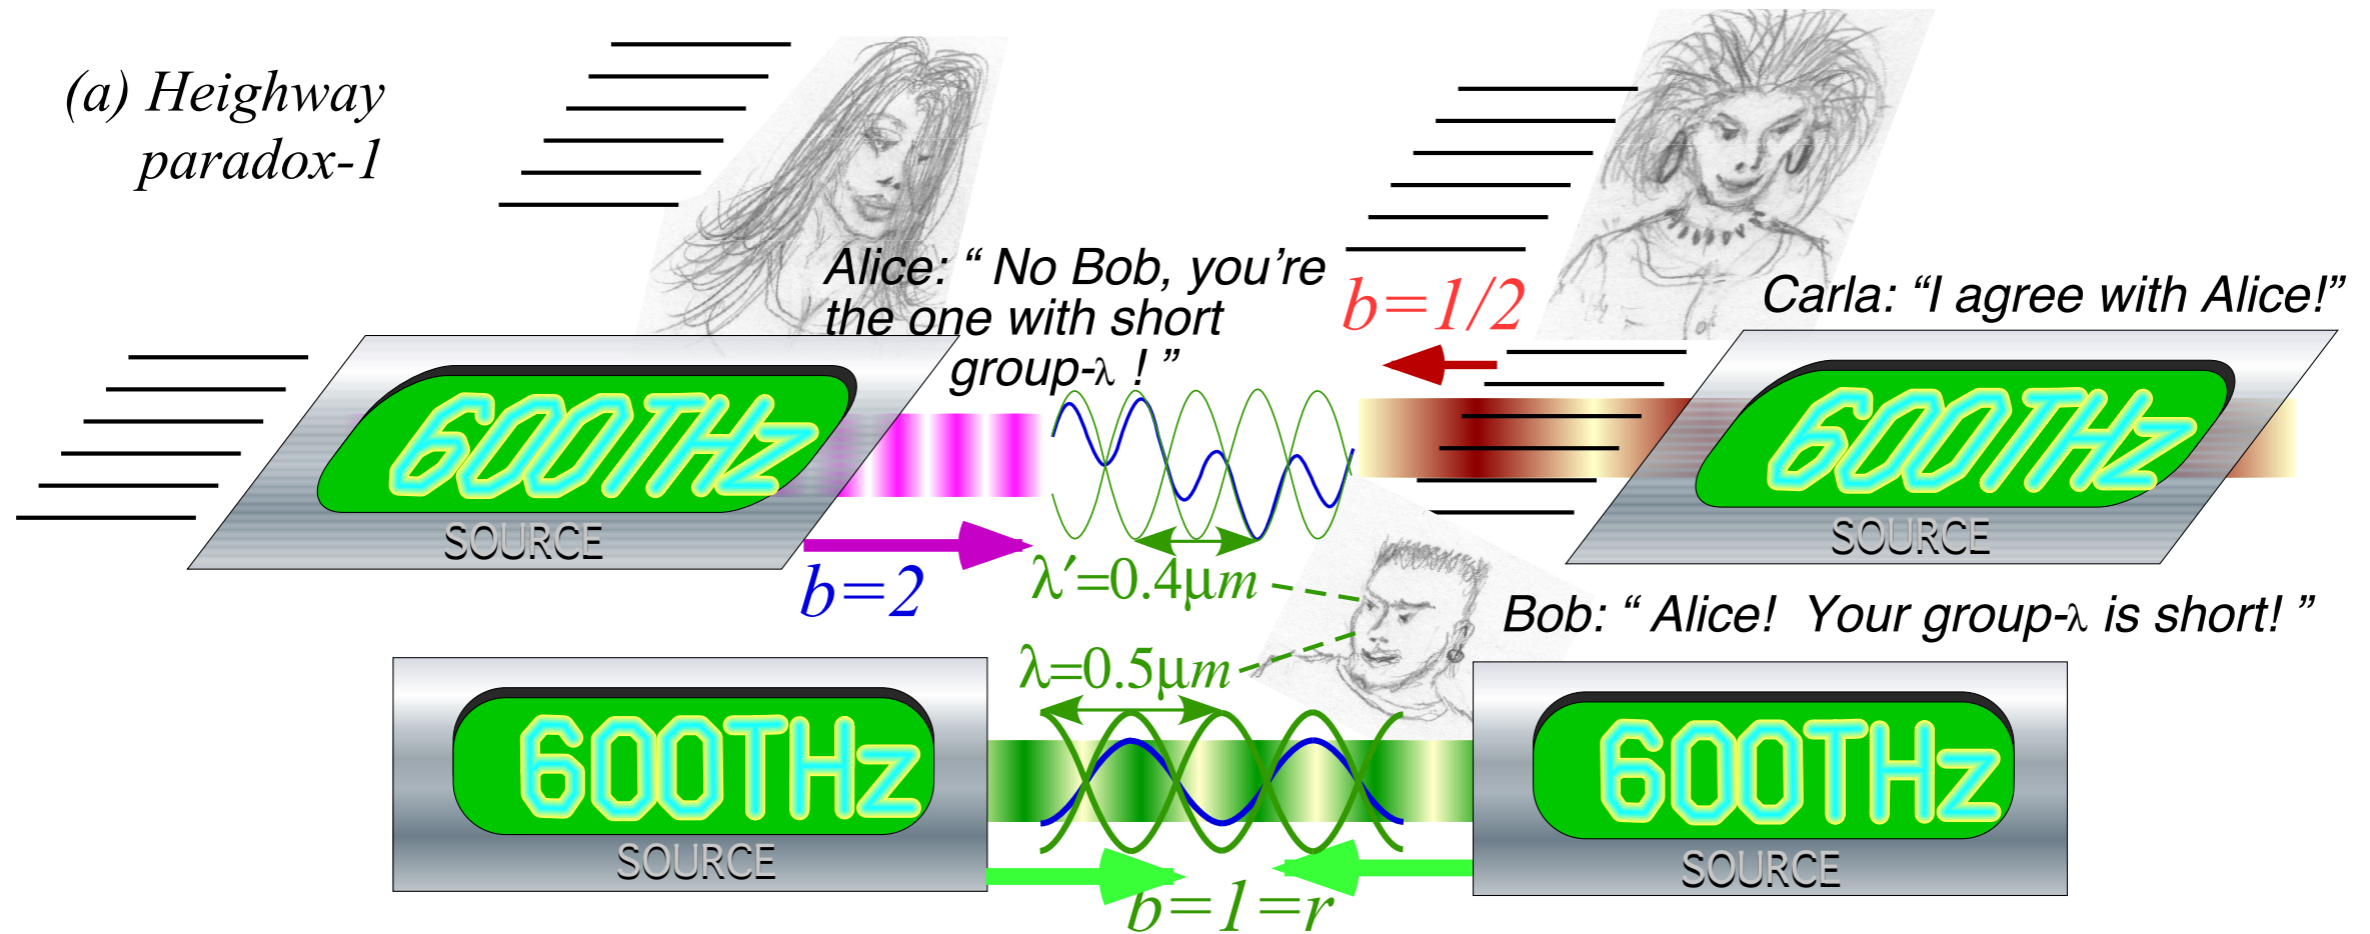 (a) Heighway
paradox-1
Alice: “ No Bob, you’re
the one with short
group-λ ! ”
b=1/2
Carla: “I agree with Alice!”
600THz
SOURCE
600THz
SOURCE
b=2
λ′=0.4μm
Bob: “ Alice!  Your group-λ is short! ”
λ=0.5μm
600THz
SOURCE
600THz
SOURCE
b=1=r